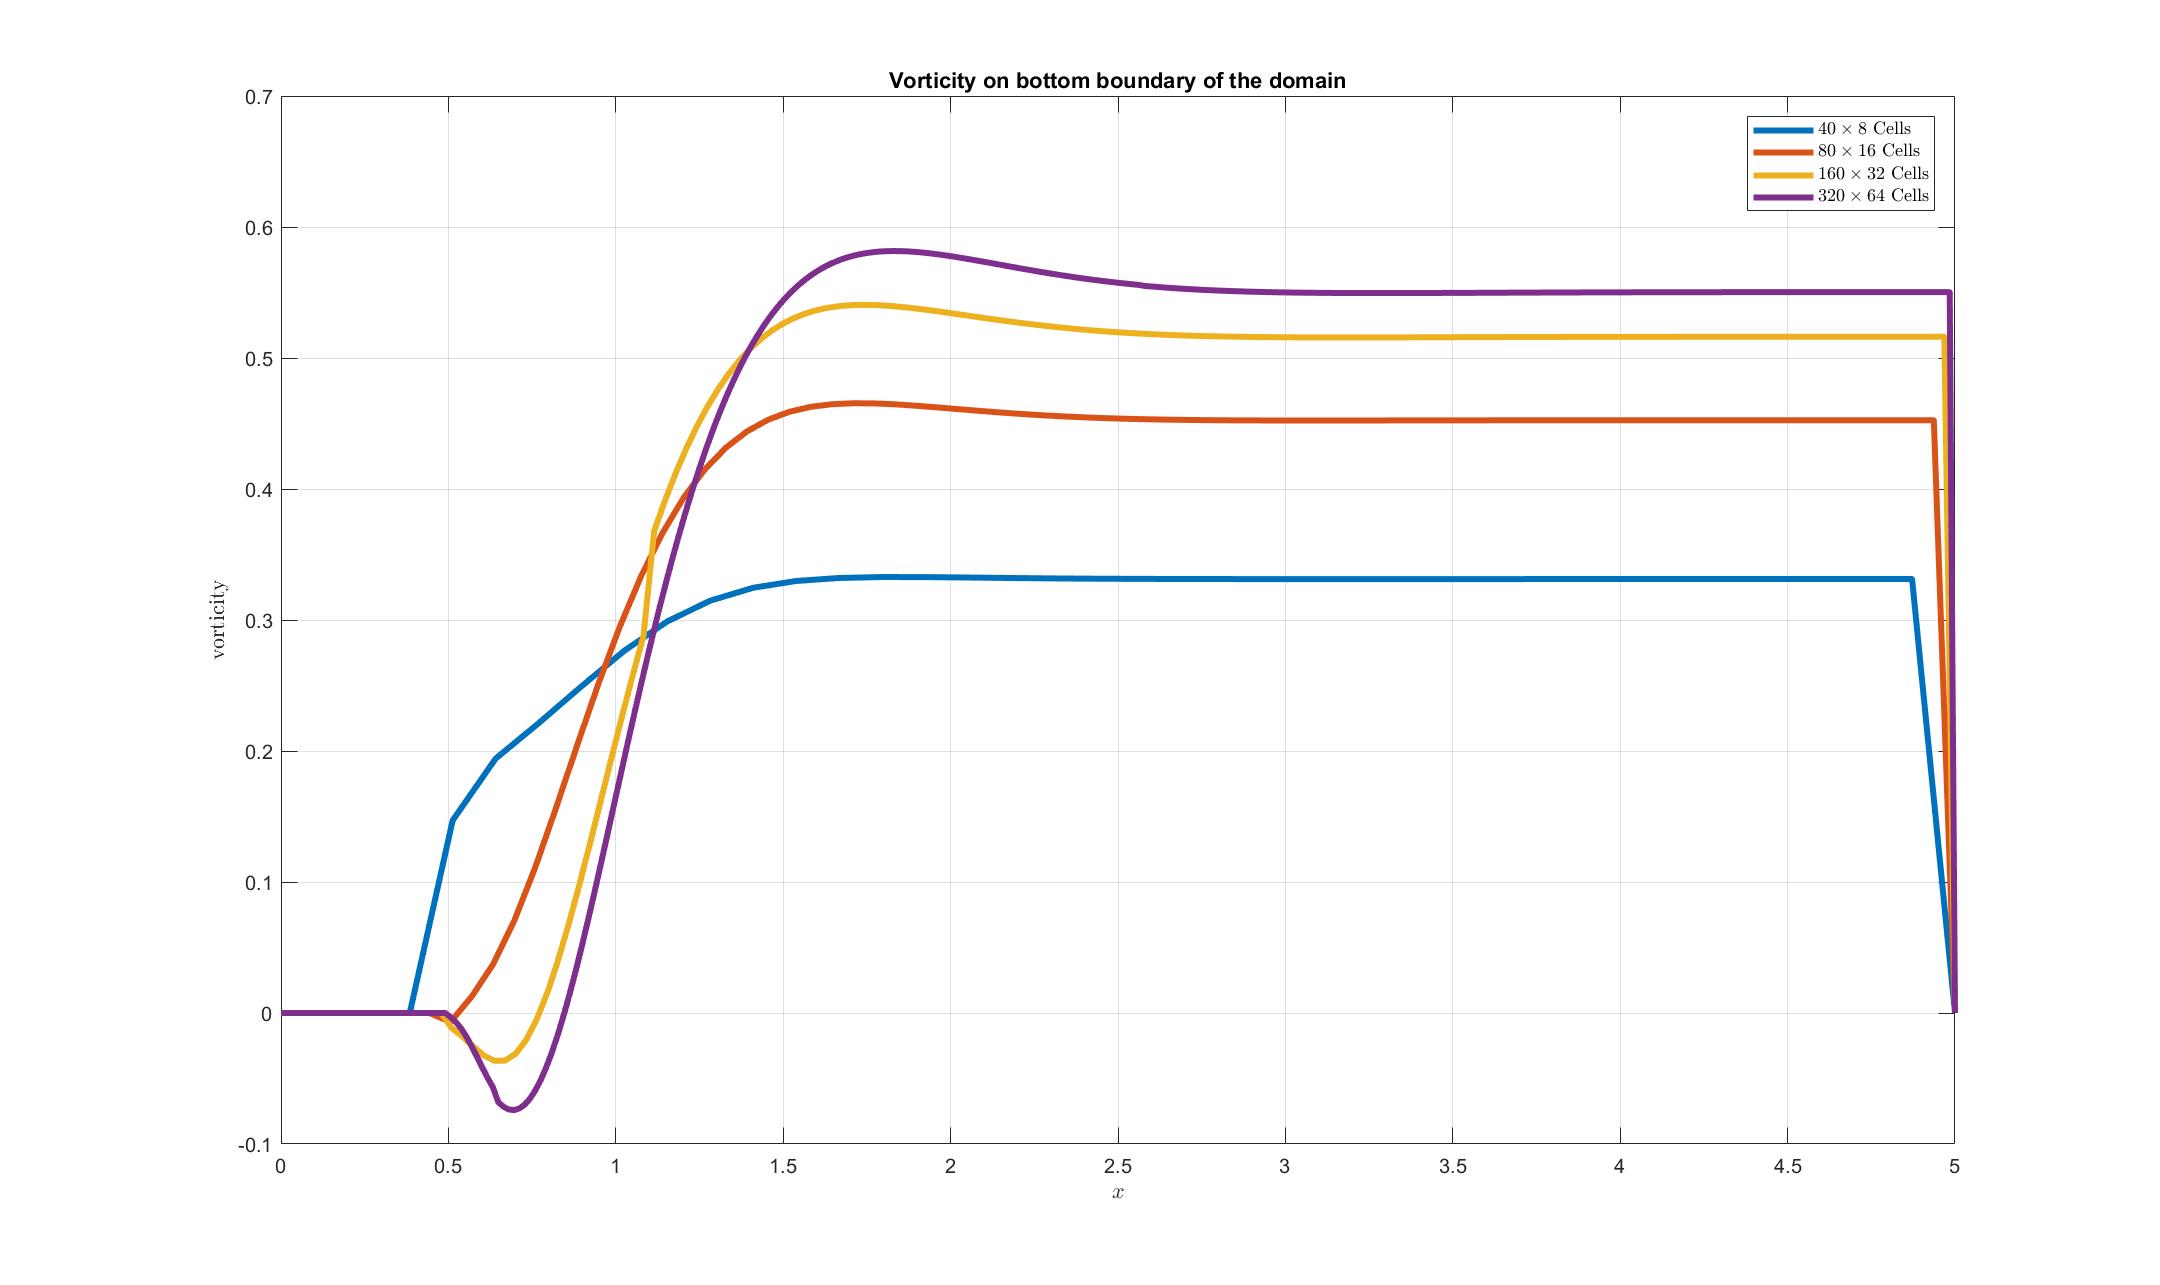 Vorticity on bottom boundary of the domain
0.7
0.6
0.5
0.4
0.3
0.2
0.1
0
-0.1
vorticity
40 × 8 Cells
80 × 16 Cells
160 × 32 Cells
320 × 64 Cells
0 0.5 1 1.5 2 2.5 3 3.5 4 4.5 5
x